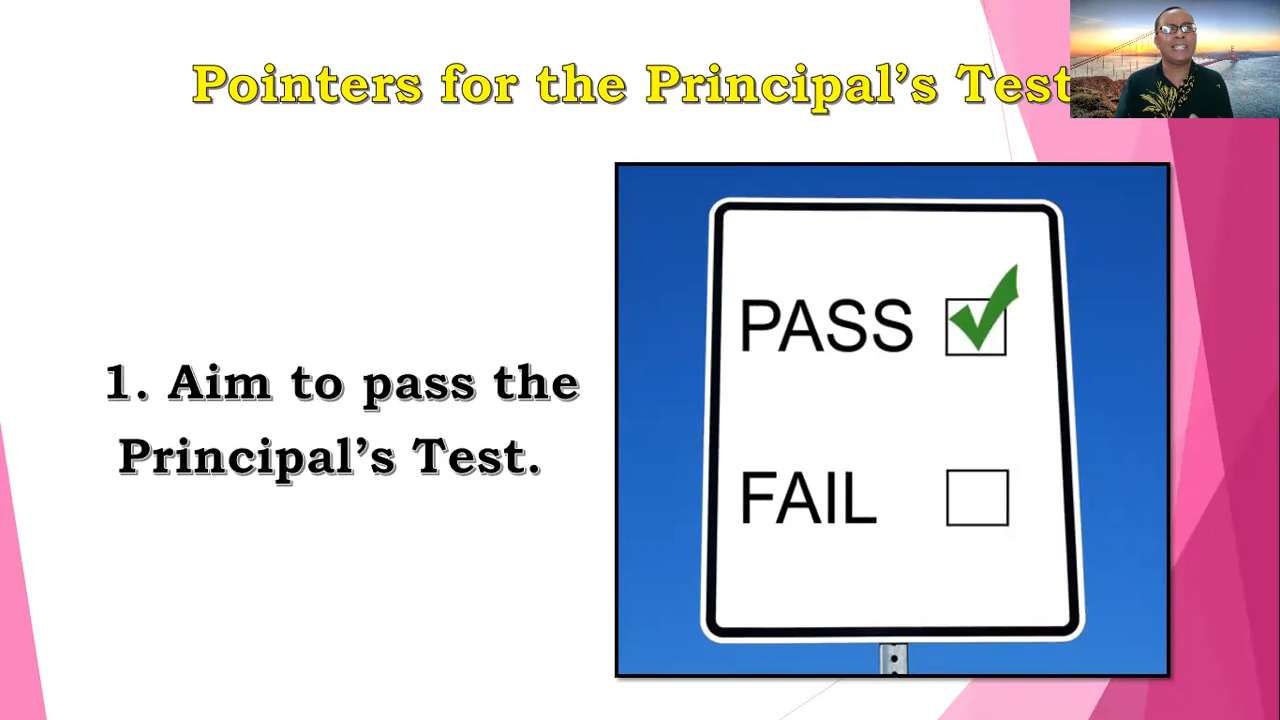 Pointers for the Principal's Test
1. Aim to pass the
Principal's Test.
PASS
FAIL